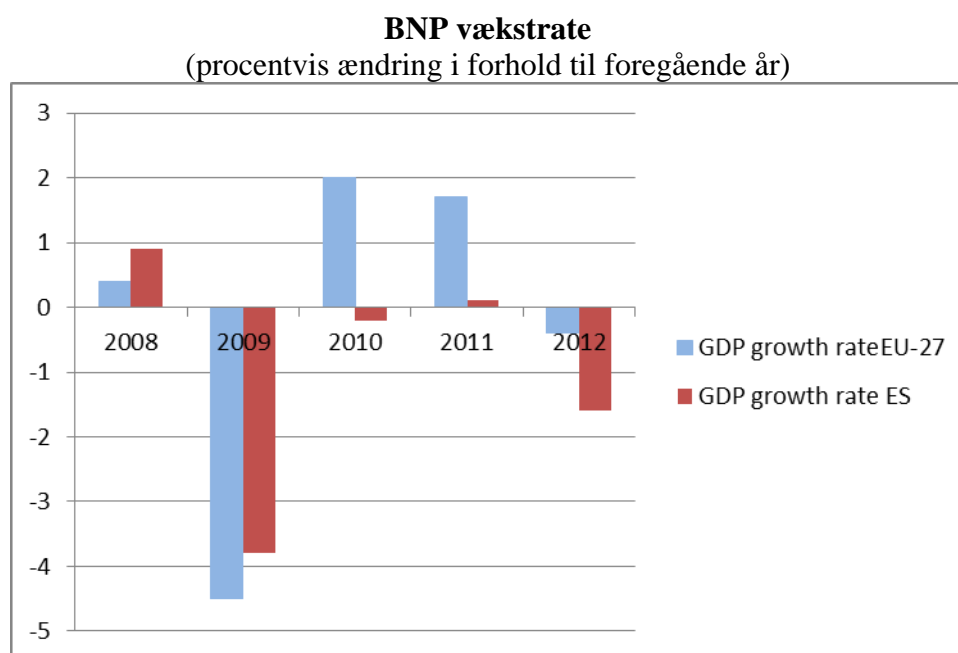 BNP vækstrate
(procentvis ændring i forhold til foregående år)
3
2
1
0
2008 2009 2010 2011 2012
-1
-2
-3
-4
-5
GDP growth rateEU-27
GDP growth rate ES